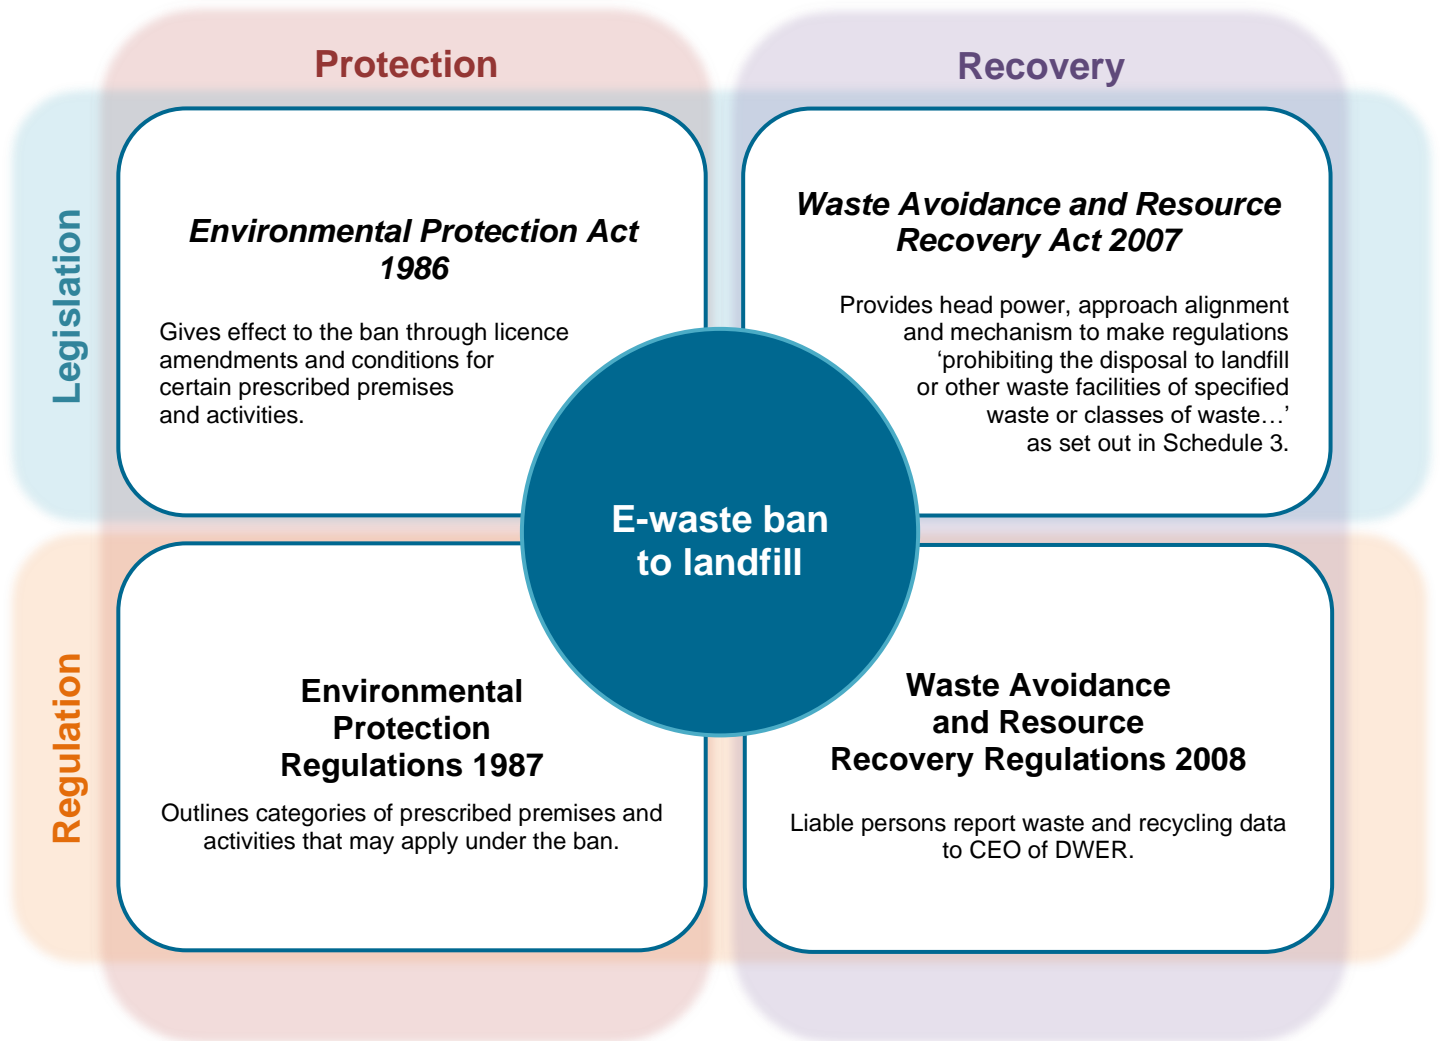 Protection
Recovery
Legislation
Environmental Protection Act
1986
Gives effect to the ban through licence
amendments and conditions for
certain prescribed premises
and activities.
Waste Avoidance and Resource
Recovery Act 2007
Provides head power, approach alignment
and mechanism to make regulations
‘prohibiting the disposal to landfill
or other waste facilities of specified
waste or classes of waste…’
as set out in Schedule 3.
E-waste ban
to landfill
Regulation
Environmental
Protection
Regulations 1987
Outlines categories of prescribed premises and
activities that may apply under the ban.
Waste Avoidance
and Resource
Recovery Regulations 2008
Liable persons report waste and recycling data
to CEO of DWER.